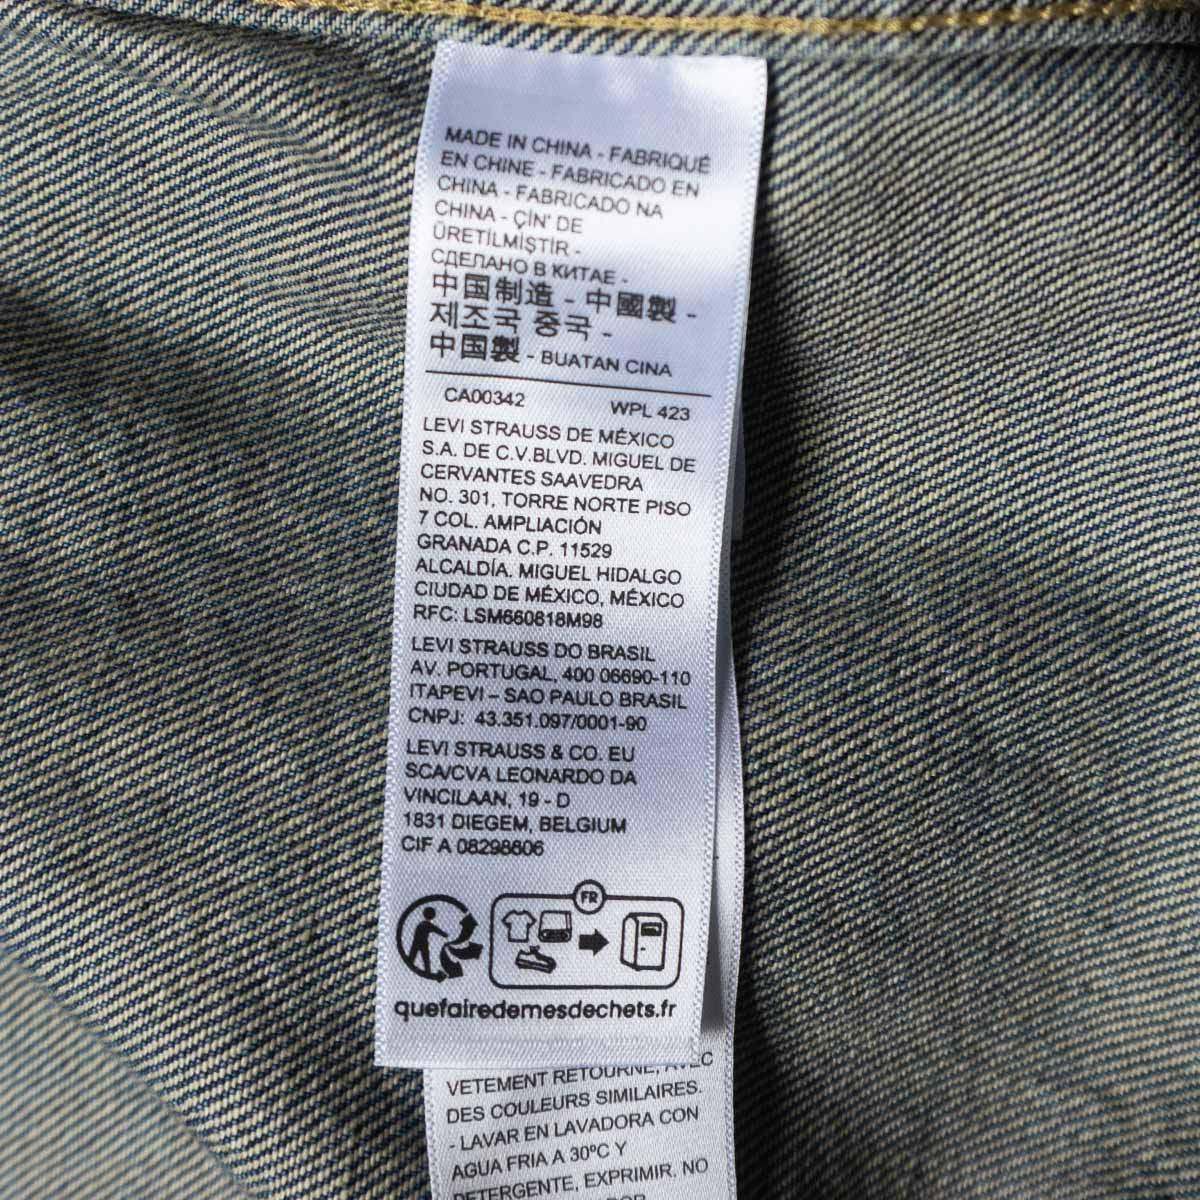 MADE IN CHINA - FABRIQUÉ
EN CHINE - FABRICADO EN
CHINA - FABRICADO NA
CHINA - ÇİN' DE
ÜRETİLMİŞTİR -
СДЕЛАНО В КИТАЕ -
中国制造 - 中國製 -
제조국 중국 -
中国製 - BUATAN CINA
CA00342 WPL 423
LEVI STRAUSS DE MÉXICO
S.A. DE C.V.BLVD. MIGUEL DE
CERVANTES SAAVEDRA
NO. 301, TORRE NORTE PISO
7 COL. AMPLIACIÓN
GRANADA C.P. 11529
ALCALDÍA. MIGUEL HIDALGO
CIUDAD DE MÉXICO, MÉXICO
RFC: LSM660818M98
LEVI STRAUSS DO BRASIL
AV. PORTUGAL, 400 06690-110
ITAPEVI – SAO PAULO BRASIL
CNPJ: 43.351.097/0001-90
LEVI STRAUSS & CO. EU
SCA/CVA LEONARDO DA
VINCILAAN, 19 - D
1831 DIEGEM, BELGIUM
CIF A 08298806
FR
quefairedemesdechets.fr
VETEMENT RETOURNE, AVEC
DES COULEURS SIMILAIRES.
- LAVAR EN LAVADORA CON
AGUA FRIA A 30ºC Y
DETERGENTE, EXPRIMIR. NO